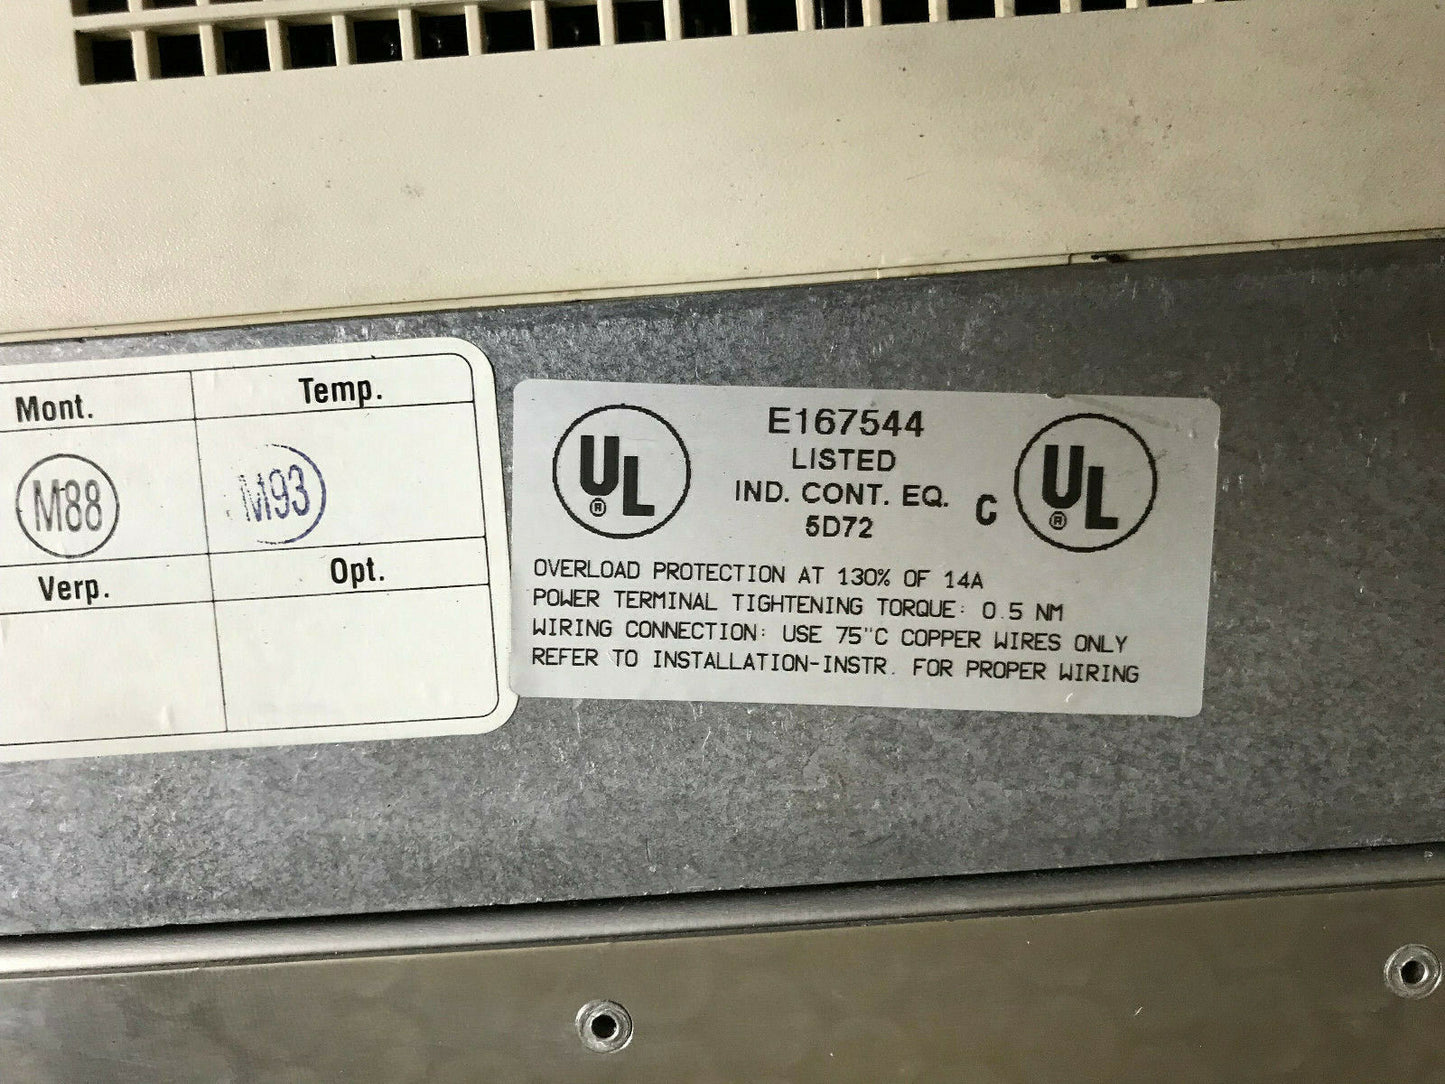 Mont.
Temp.
M88
M93
Verp.
Opt.
UL®
E167544
LISTED
IND. CONT. EQ.
5D72
C UL®
OVERLOAD PROTECTION AT 130% OF 14A
POWER TERMINAL TIGHTENING TORQUE: 0.5 NM
WIRING CONNECTION: USE 75"C COPPER WIRES ONLY
REFER TO INSTALLATION-INSTR. FOR PROPER WIRING